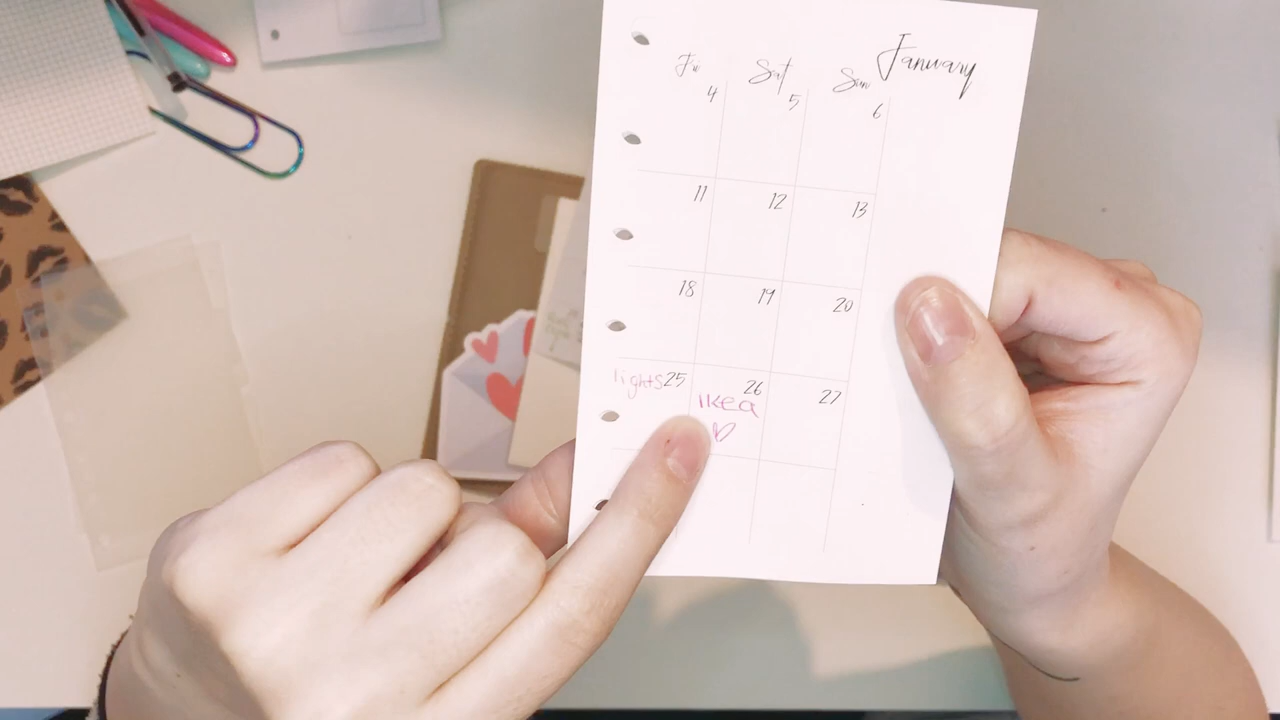 January
Fri Sat Sun
4 5 6
11 12 13
18 19 20
lights 25 26 27
Ikea